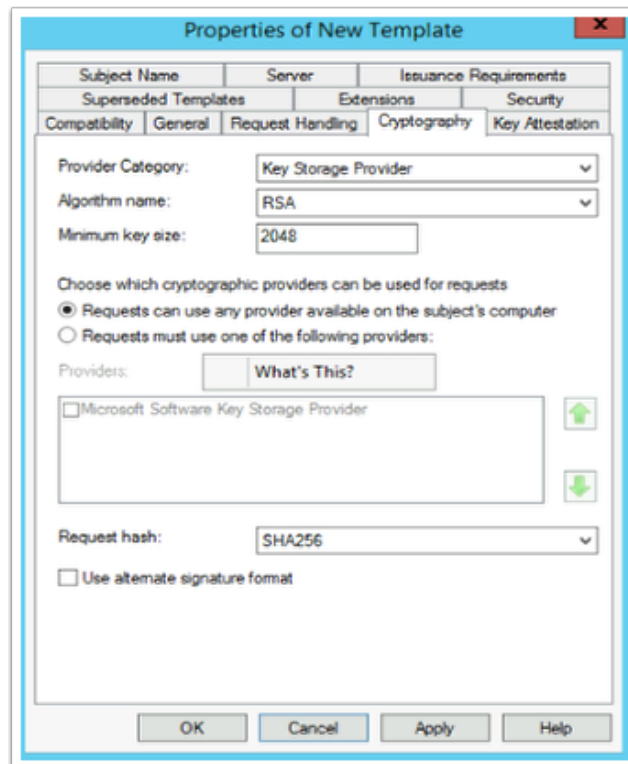 Properties of New Template
x
Subject Name Server Issuance Requirements
Superseded Templates Extensions Security
Compatibility General Request Handling Cryptography Key Attestation
Provider Category: Key Storage Provider
Algorithm name: RSA
Minimum key size: 2048
Choose which cryptographic providers can be used for requests
Requests can use any provider available on the subject's computer
Requests must use one of the following providers:
Providers: What's This?
Microsoft Software Key Storage Provider
Request hash: SHA256
Use alternate signature format
OK Cancel Apply Help